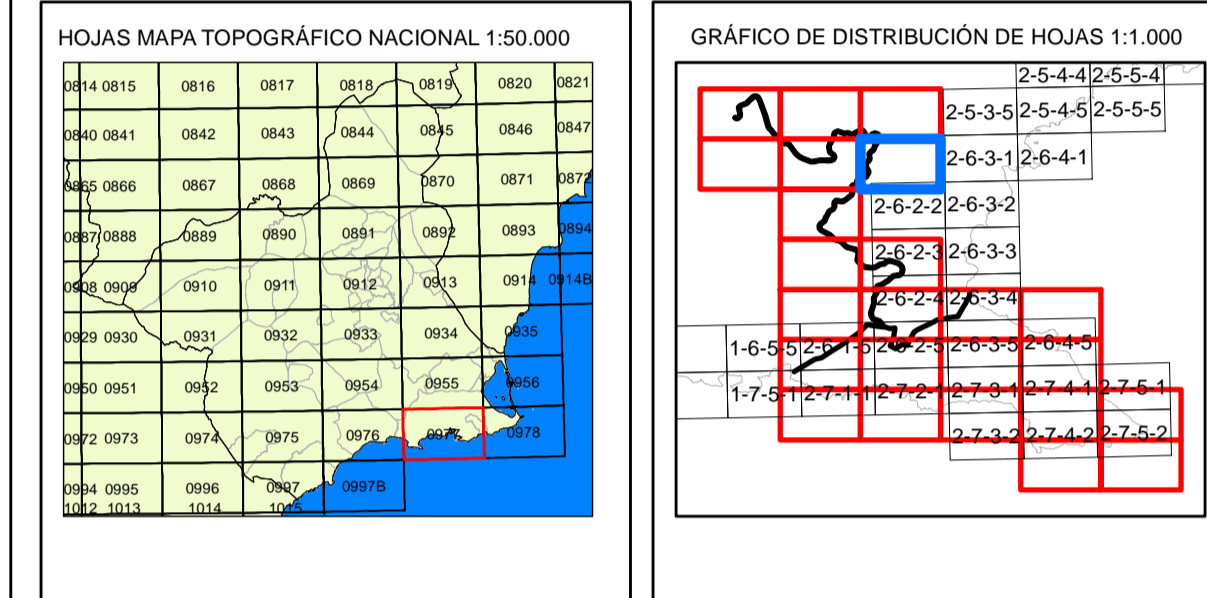 HOJAS MAPA TOPOGRÁFICO NACIONAL 1:50.000
0814 0815 0816 0817 0818 0819 0820 0821
0840 0841 0842 0843 0844 0845 0846 0847
0865 0866 0867 0868 0869 0870 0871 0872
0887 0888 0889 0890 0891 0892 0893 0894
0908 0909 0910 0911 0912 0913 0914 0914B
0929 0930 0931 0932 0933 0934 0935
0950 0951 0952 0953 0954 0955 0956
0972 0973 0974 0975 0976 0977 0978
0994 0995 0996 0997 0997B
1012 1013 1014 1015
GRÁFICO DE DISTRIBUCIÓN DE HOJAS 1:1.000
2-5-4-4 2-5-5-4
2-5-3-5 2-5-4-5 2-5-5-5
2-6-3-1 2-6-4-1
2-6-2-2 2-6-3-2
2-6-2-3 2-6-3-3
2-6-2-4 2-6-3-4
1-6-5-5 2-6-1-5 2-6-2-5 2-6-3-5 2-6-4-5
1-7-5-1 2-7-1-1 2-7-2-1 2-7-3-1 2-7-4-1 2-7-5-1
2-7-3-2 2-7-4-2 2-7-5-2